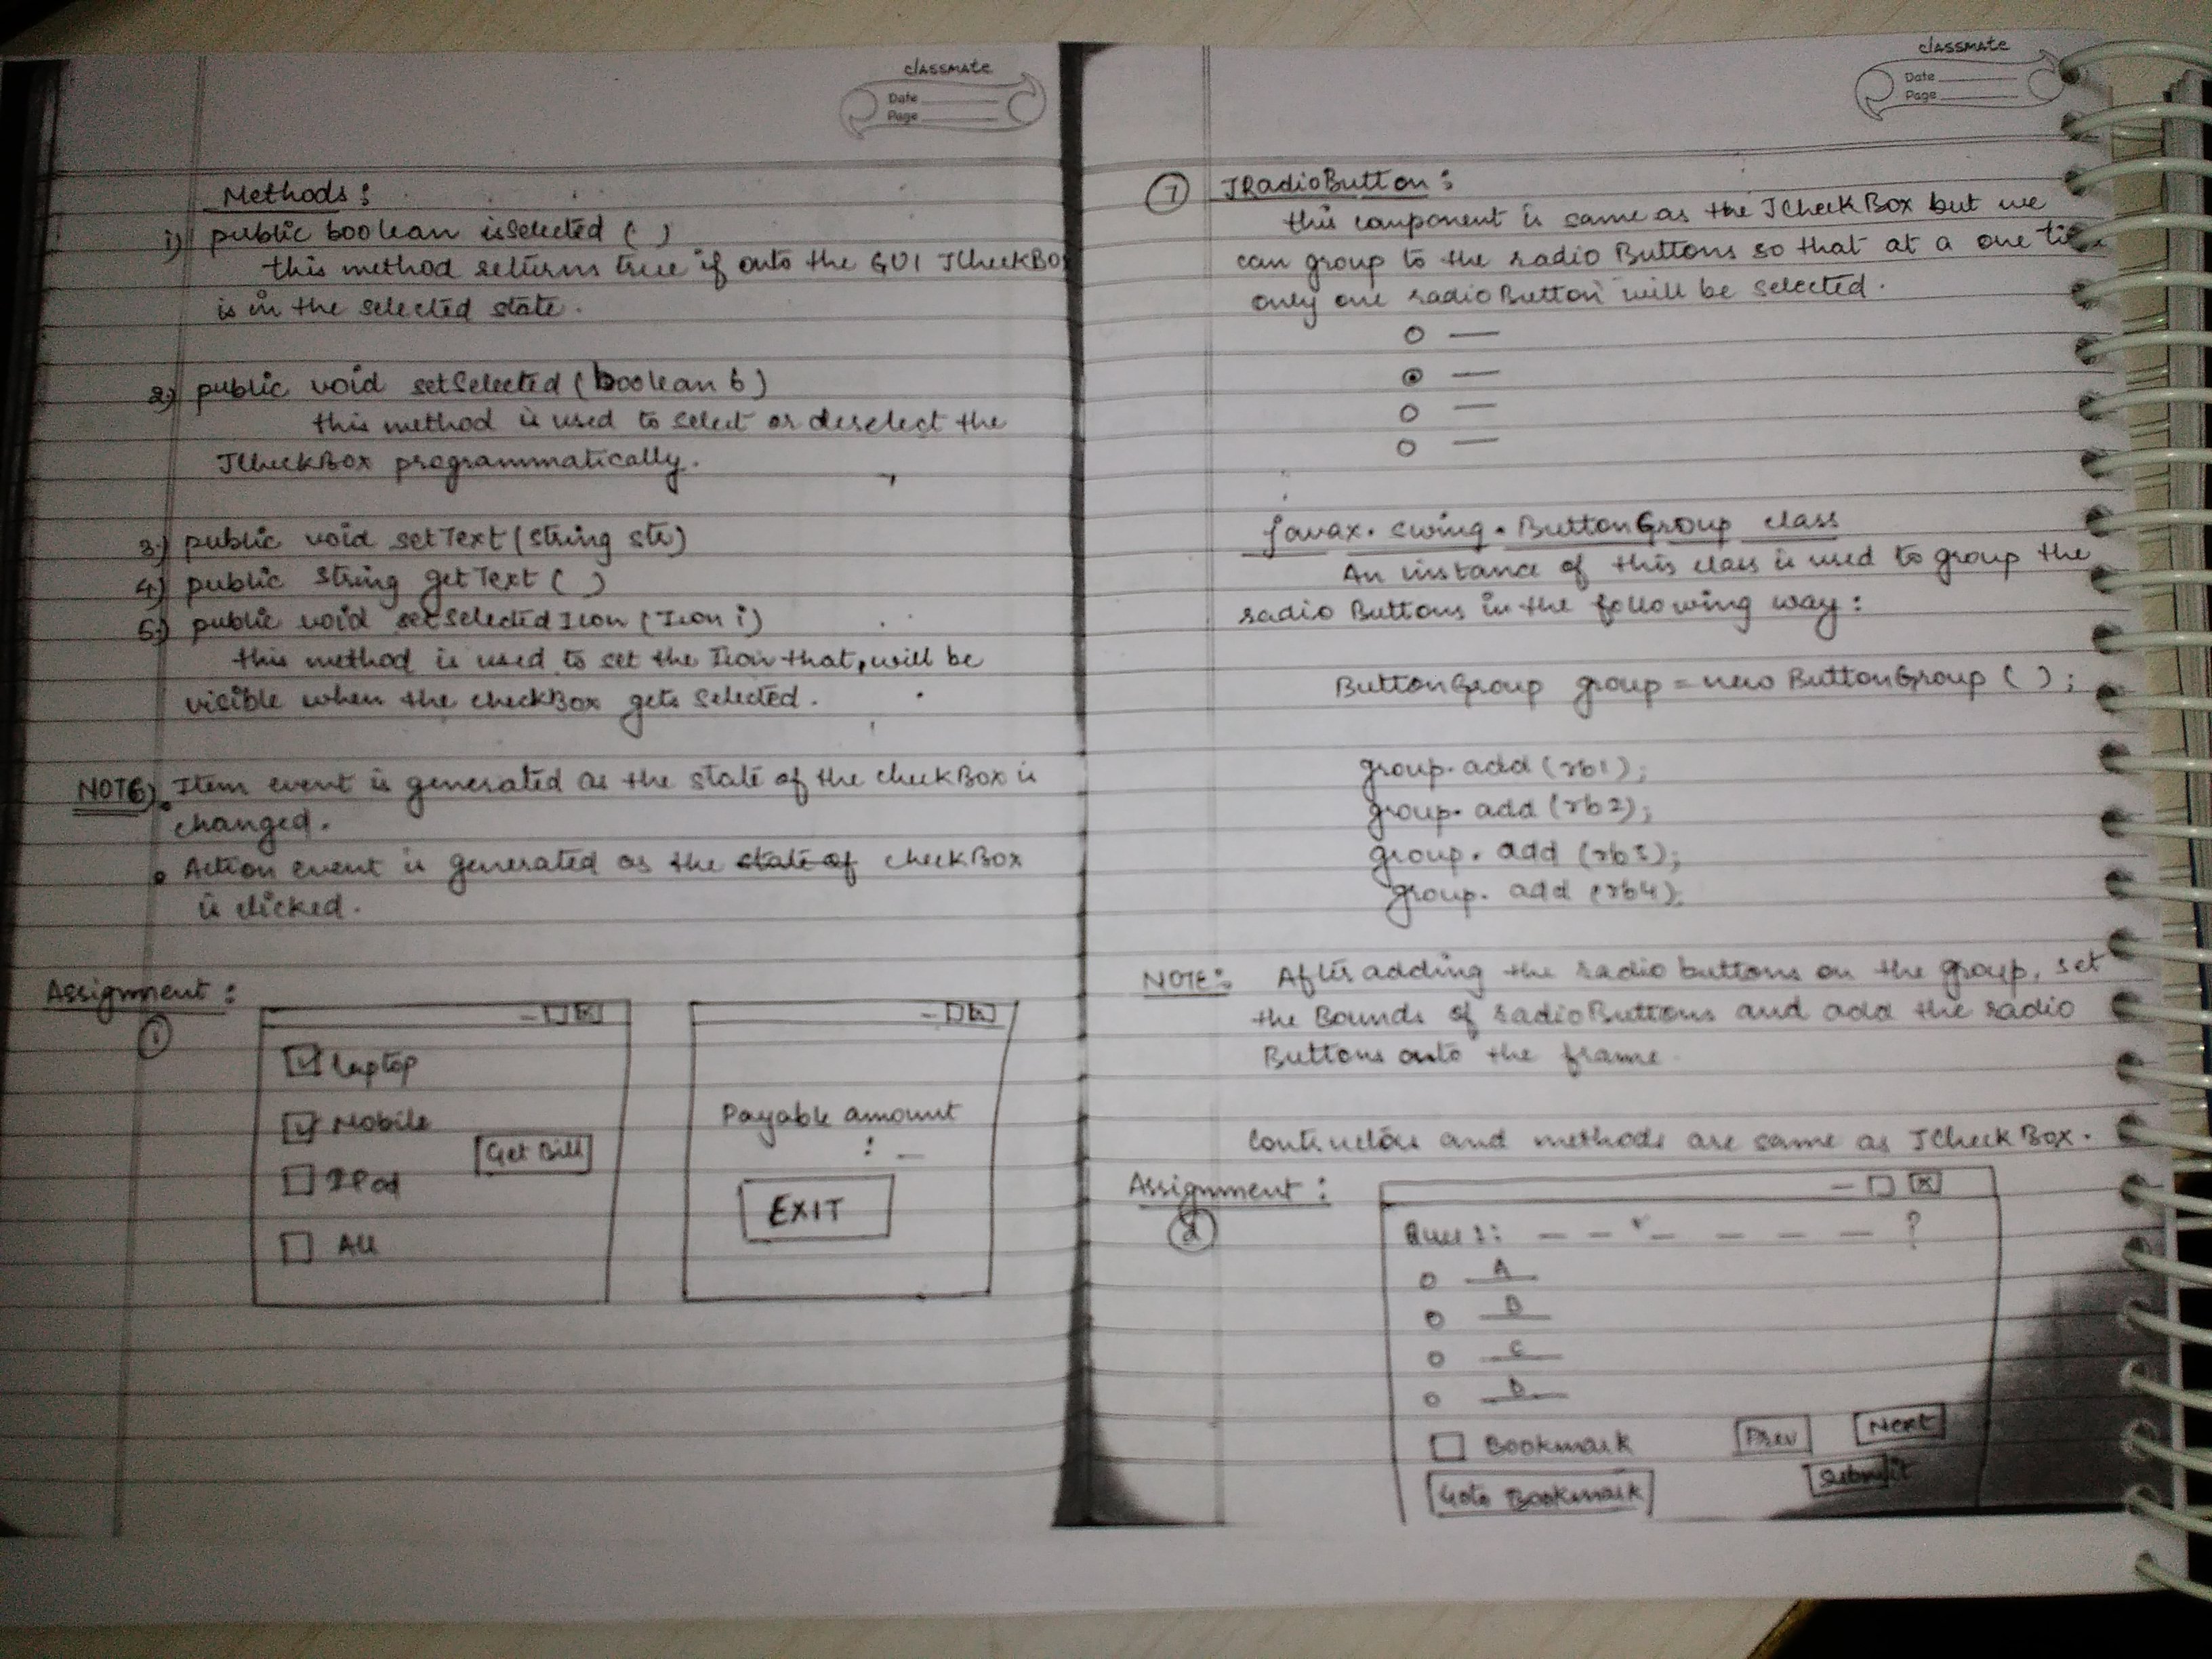 classmate
Date
Page
Methods :
1) public boolean isSelected ( )
this method returns true if onto the GUI JCheckBo
is in the selected state.
2) public void setSelected (boolean b)
this method is used to select or deselect the
JCheckBox programmatically.
3) public void setText (String str)
4) public String getText ( )
5) public void setSelectedIcon (Icon i)
this method is used to set the Icon that, will be
visible when the checkBox gets selected.
NOTE 6) • Item event is generated as the state of the checkBox is
changed.
• Action event is generated as the state of checkBox
is clicked.
Assignment :
1
Laptop
Mobile
IPod
All
Get Bill
Payable amount
: _
EXIT
classmate
Date
Page
7 JRadioButton :
this component is same as the JCheckBox but we
can group to the radio Buttons so that at a one ti
only one radioButton will be selected.
javax. swing. ButtonGroup class
An instance of this class is used to group the
radio Buttons in the following way :
ButtonGroup group = new ButtonGroup ( ) ;
group. add (rb1);
group. add (rb2);
group. add (rb3);
group. add (rb4);
NOTE: After adding the radio buttons on the group, set
the Bounds of radioButtons and add the radio
Buttons onto the frame
and methods are same as JCheckBox.
Assignment :
2
_ _ _ _ _ _ ?
A
B
C
D
Bookmark
Prev
Next
Goto Bookmark
Submit